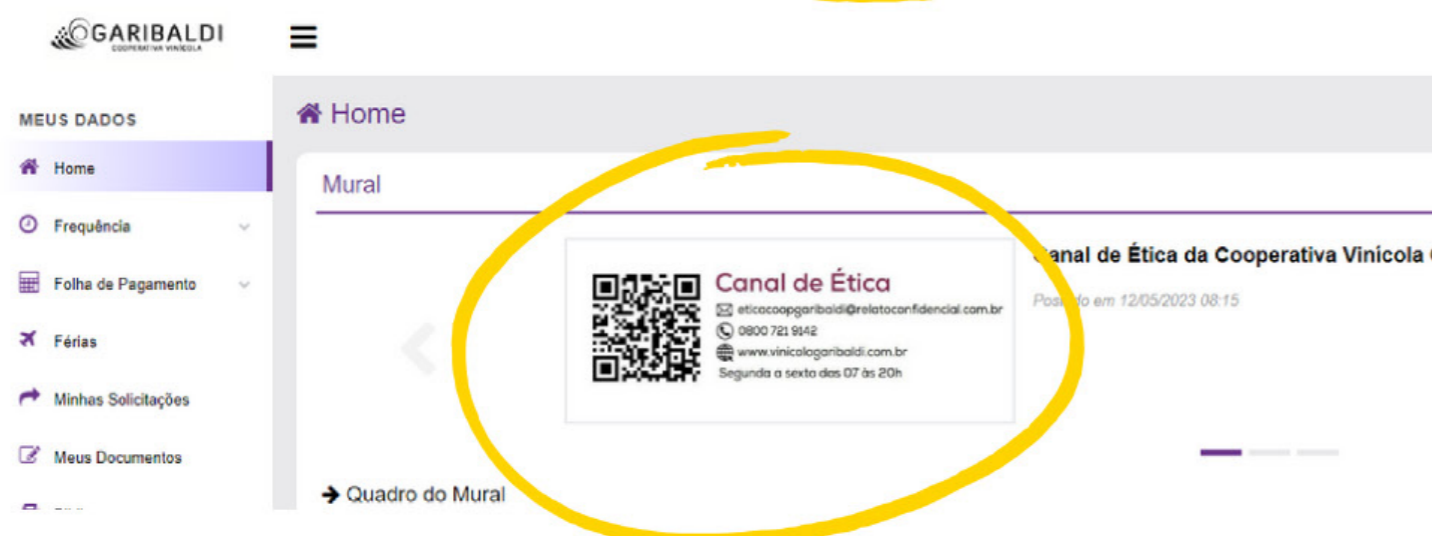 GARIBALDI
COOPERATIVA VINÍCOLA
MEUS DADOS
Home
Frequência
Folha de Pagamento
Férias
Minhas Solicitações
Meus Documentos
Home
Mural
Canal de Ética
eticacoopgaribaldi@relatoconfidencial.com.br
0800 721 9142
www.vinicolagaribaldi.com.br
Segunda a sexta das 07 às 20h
Canal de Ética da Cooperativa Vinícola
Postado em 12/05/2023 08:15
Quadro do Mural